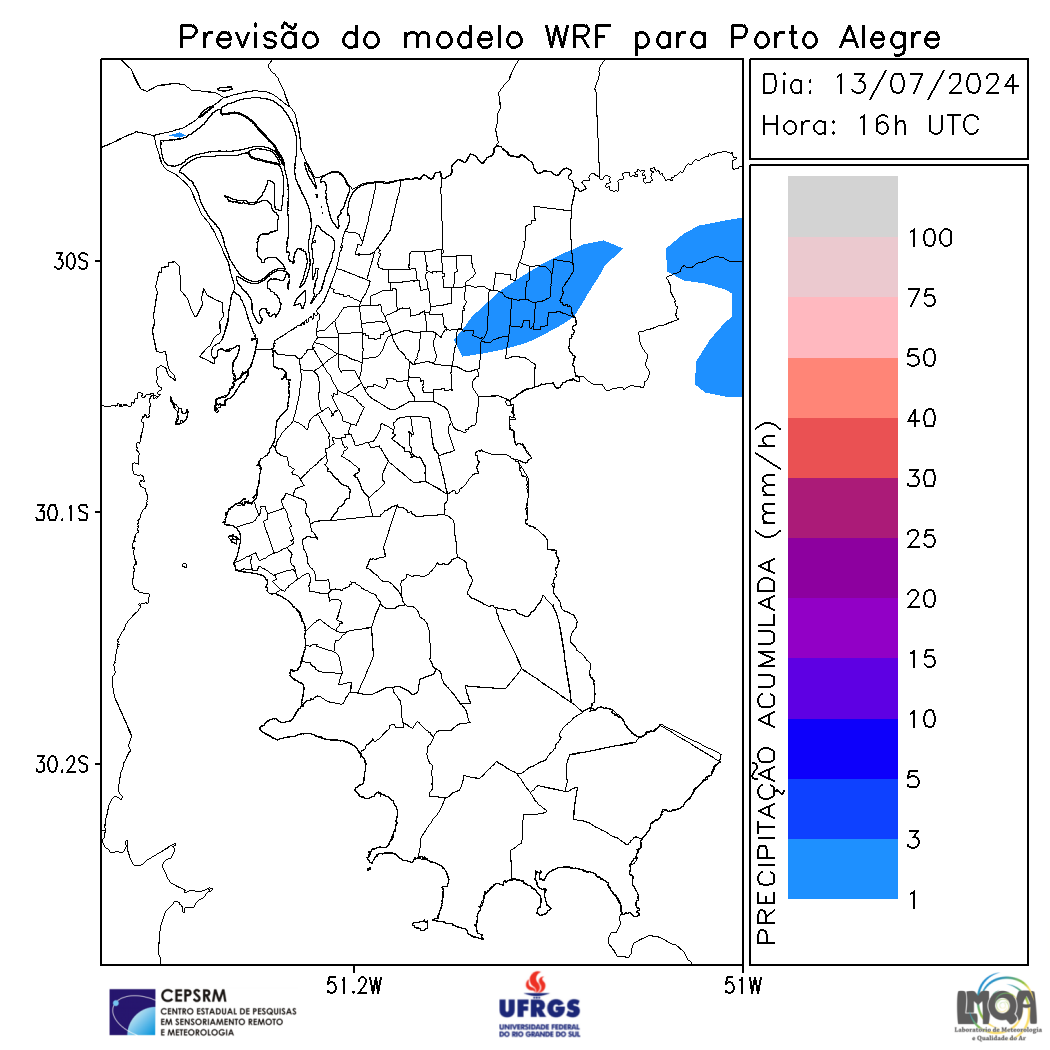 Previsão do modelo WRF para Porto Alegre
Dia: 13/07/2024
Hora: 16h UTC
30S
30.1S
30.2S
51.2W
51W
PRECIPITAÇÃO ACUMULADA (mm/h)
100
75
50
40
30
25
20
15
10
5
3
1
CEPSRM
CENTRO ESTADUAL DE PESQUISAS
EM SENSORIAMENTO REMOTO
E METEOROLOGIA
UFRGS
UNIVERSIDADE FEDERAL
DO RIO GRANDE DO SUL
LMQA
Laboratório de Meteorologia
e Qualidade do Ar